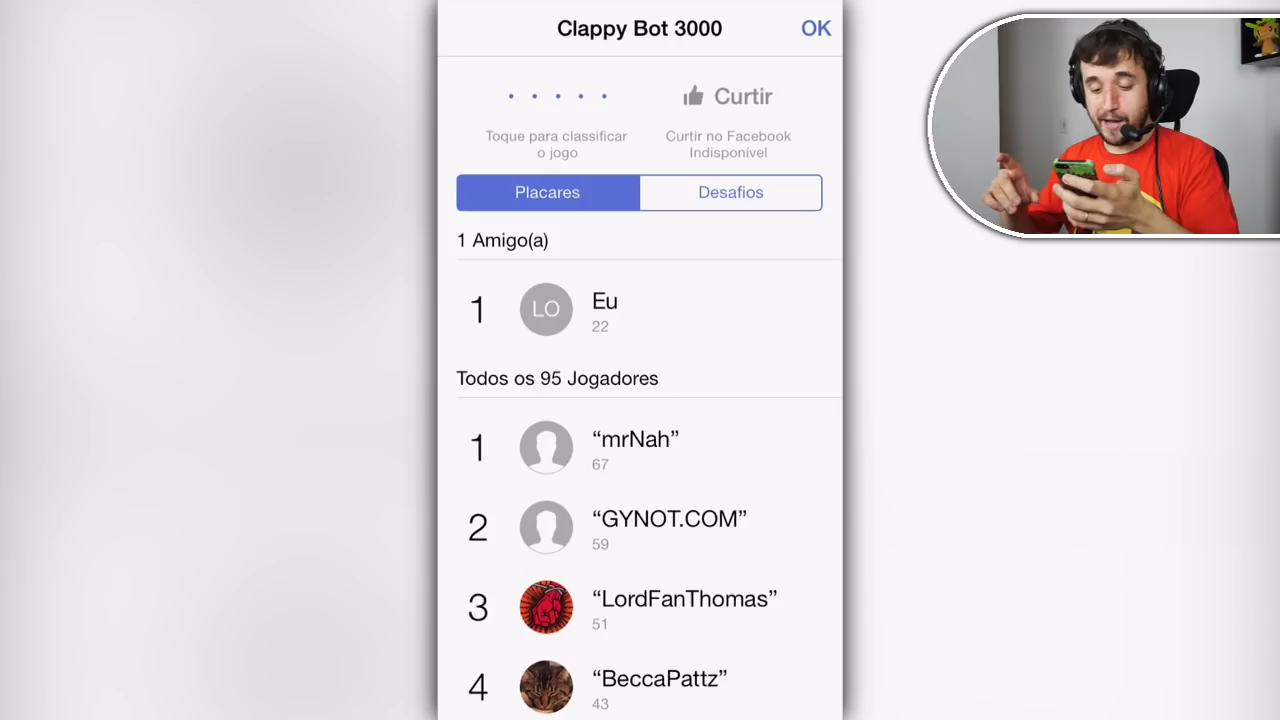 Clappy Bot 3000
OK
. . . . .
Curtir
Toque para classificar
o jogo
Curtir no Facebook
Indisponível
Placares
Desafios
1 Amigo(a)
1
LO
Eu
22
Todos os 95 Jogadores
1
“mrNah”
67
2
“GYNOT.COM”
59
3
“LordFanThomas”
51
4
“BeccaPattz”
43